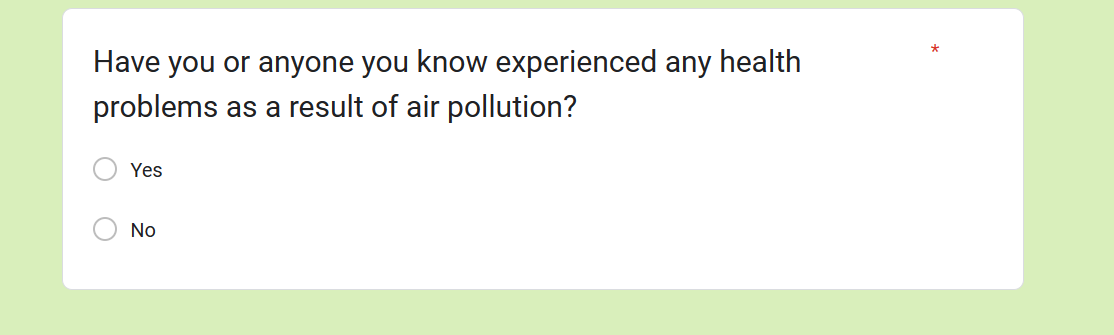 Have you or anyone you know experienced any health *
problems as a result of air pollution?
Yes
No